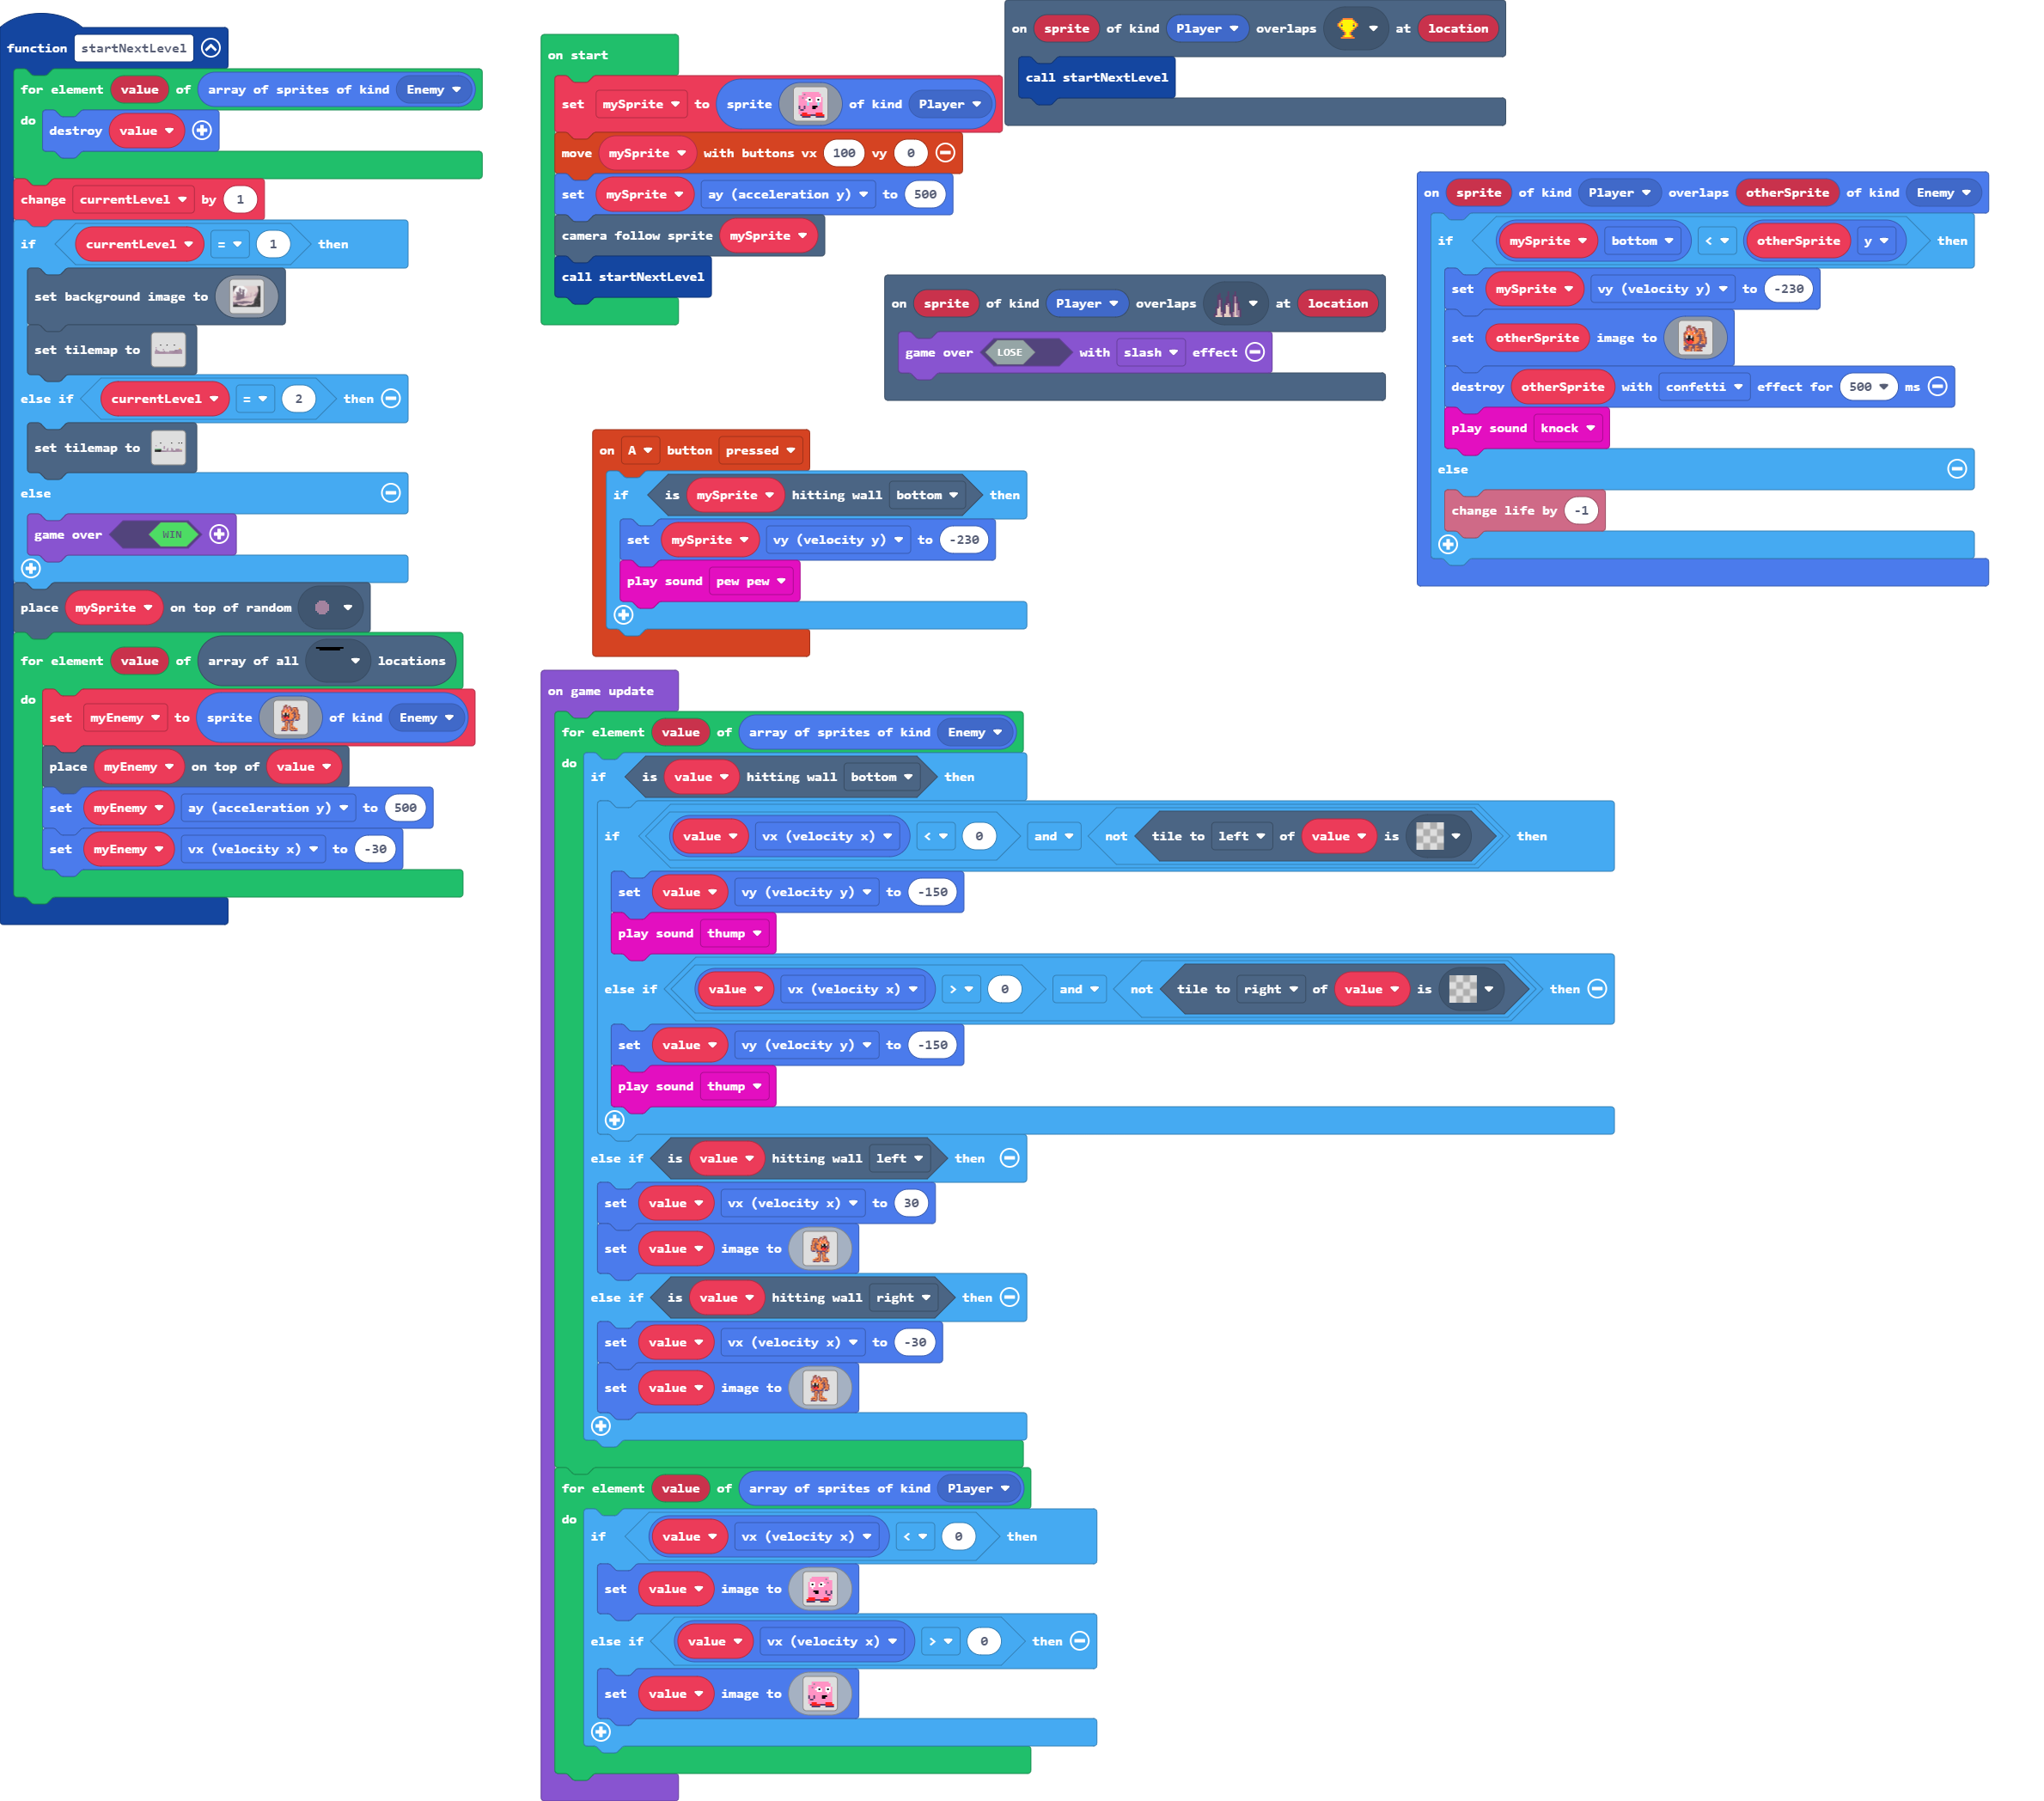 function startNextLevel
for element value of array of sprites of kind Enemy
do destroy value
change currentLevel by 1
if currentLevel = 1 then
set background image to
set tilemap to
else if currentLevel = 2 then
set tilemap to
else
game over WIN
place mySprite on top of random
for element value of array of all locations
do set myEnemy to sprite of kind Enemy
place myEnemy on top of value
set myEnemy ay (acceleration y) to 500
set myEnemy vx (velocity x) to -30
on start
set mySprite to sprite of kind Player
move mySprite with buttons vx 100 vy 0
set mySprite ay (acceleration y) to 500
camera follow sprite mySprite
call startNextLevel
on sprite of kind Player overlaps at location
call startNextLevel
on sprite of kind Player overlaps at location
game over LOSE with slash effect
on sprite of kind Player overlaps otherSprite of kind Enemy
if mySprite bottom < otherSprite y then
set mySprite vy (velocity y) to -230
set otherSprite image to
destroy otherSprite with confetti effect for 500 ms
play sound knock
else
change life by -1
on A button pressed
if is mySprite hitting wall bottom then
set mySprite vy (velocity y) to -230
play sound pew pew
on game update
for element value of array of sprites of kind Enemy
do if is value hitting wall bottom then
if value vx (velocity x) < 0 and not tile to left of value is then
set value vy (velocity y) to -150
play sound thump
else if value vx (velocity x) > 0 and not tile to right of value is then
set value vy (velocity y) to -150
play sound thump
else if is value hitting wall left then
set value vx (velocity x) to 30
set value image to
else if is value hitting wall right then
set value vx (velocity x) to -30
set value image to
for element value of array of sprites of kind Player
do if value vx (velocity x) < 0 then
set value image to
else if value vx (velocity x) > 0 then
set value image to